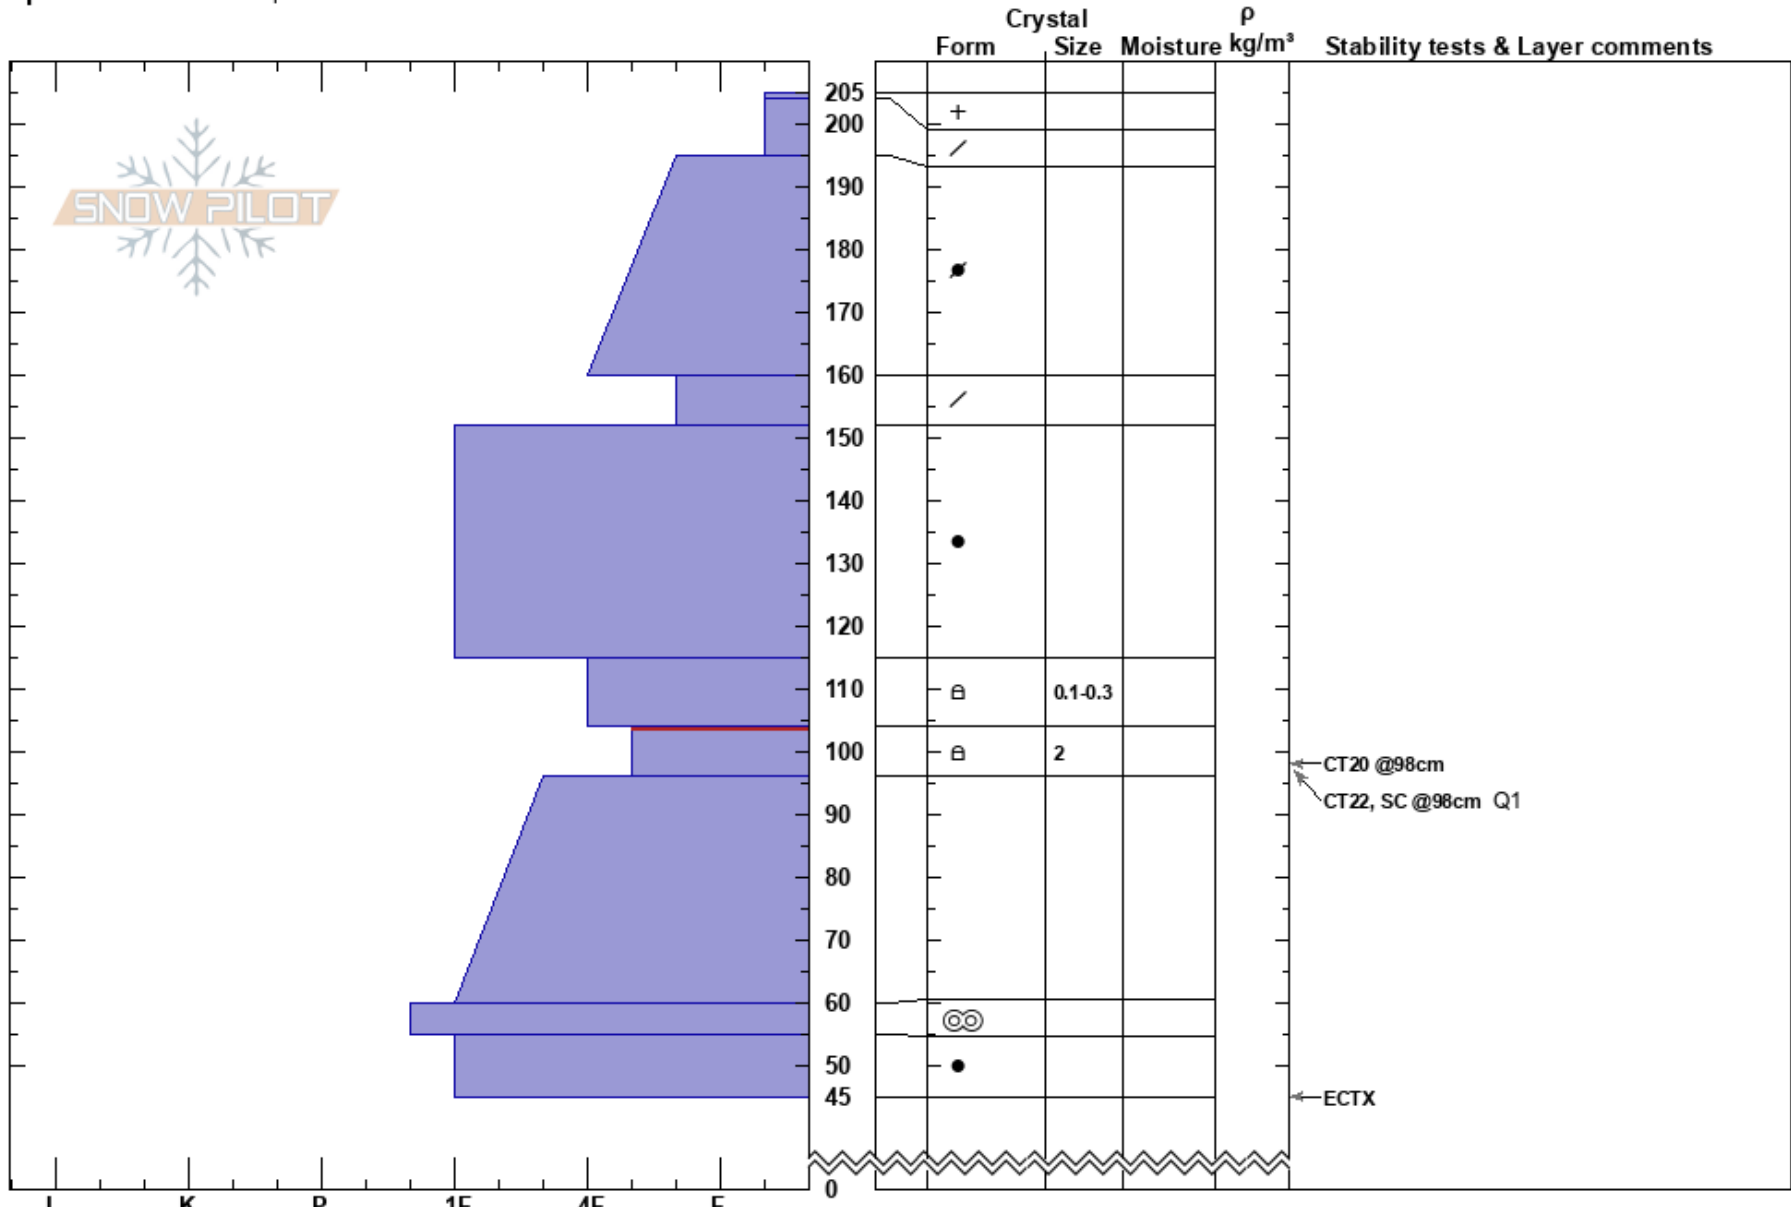 Crystal
ρ
Form Size Moisture kg/m³ Stability tests & Layer comments
205
200
SNOW PILOT
190
180
170
160
150
140
130
120
110 0.1-0.3
100 2
CT20 @98cm
CT22, SC @98cm Q1
90
80
70
60
50
45 ECTX
0
I K P 1F 4F F